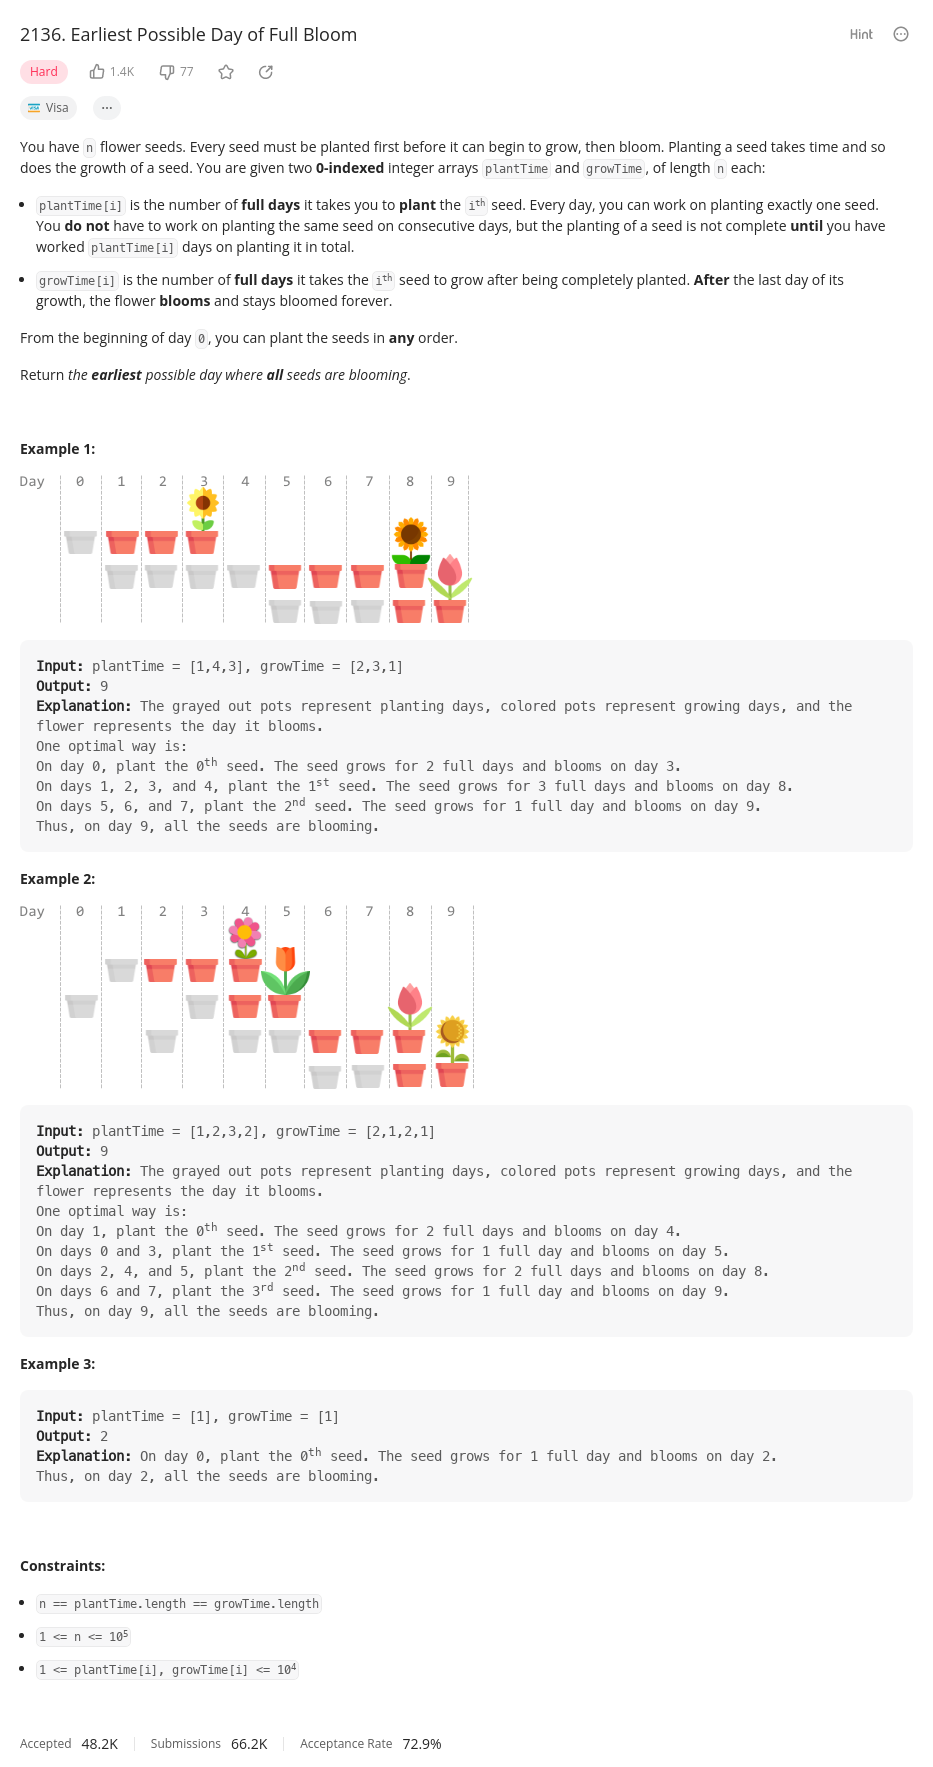 2136. Earliest Possible Day of Full Bloom
Hint
Hard 1.4K 77
Visa ...
You have n flower seeds. Every seed must be planted first before it can begin to grow, then bloom. Planting a seed takes time and so
does the growth of a seed. You are given two 0-indexed integer arrays plantTime and growTime, of length n each:
• plantTime[i] is the number of full days it takes you to plant the iᵗʰ seed. Every day, you can work on planting exactly one seed.
You do not have to work on planting the same seed on consecutive days, but the planting of a seed is not complete until you have
worked plantTime[i] days on planting it in total.
• growTime[i] is the number of full days it takes the iᵗʰ seed to grow after being completely planted. After the last day of its
growth, the flower blooms and stays bloomed forever.
From the beginning of day 0, you can plant the seeds in any order.
Return the earliest possible day where all seeds are blooming.
Example 1:
Day 0 1 2 3 4 5 6 7 8 9
Input: plantTime = [1,4,3], growTime = [2,3,1]
Output: 9
Explanation: The grayed out pots represent planting days, colored pots represent growing days, and the
flower represents the day it blooms.
One optimal way is:
On day 0, plant the 0ᵗʰ seed. The seed grows for 2 full days and blooms on day 3.
On days 1, 2, 3, and 4, plant the 1ˢᵗ seed. The seed grows for 3 full days and blooms on day 8.
On days 5, 6, and 7, plant the 2ⁿᵈ seed. The seed grows for 1 full day and blooms on day 9.
Thus, on day 9, all the seeds are blooming.
Example 2:
Day 0 1 2 3 4 5 6 7 8 9
Input: plantTime = [1,2,3,2], growTime = [2,1,2,1]
Output: 9
Explanation: The grayed out pots represent planting days, colored pots represent growing days, and the
flower represents the day it blooms.
One optimal way is:
On day 1, plant the 0ᵗʰ seed. The seed grows for 2 full days and blooms on day 4.
On days 0 and 3, plant the 1ˢᵗ seed. The seed grows for 1 full day and blooms on day 5.
On days 2, 4, and 5, plant the 2ⁿᵈ seed. The seed grows for 2 full days and blooms on day 8.
On days 6 and 7, plant the 3ʳᵈ seed. The seed grows for 1 full day and blooms on day 9.
Thus, on day 9, all the seeds are blooming.
Example 3:
Input: plantTime = [1], growTime = [1]
Output: 2
Explanation: On day 0, plant the 0ᵗʰ seed. The seed grows for 1 full day and blooms on day 2.
Thus, on day 2, all the seeds are blooming.
Constraints:
• n == plantTime.length == growTime.length
• 1 <= n <= 10⁵
• 1 <= plantTime[i], growTime[i] <= 10⁴
Accepted 48.2K Submissions 66.2K Acceptance Rate 72.9%